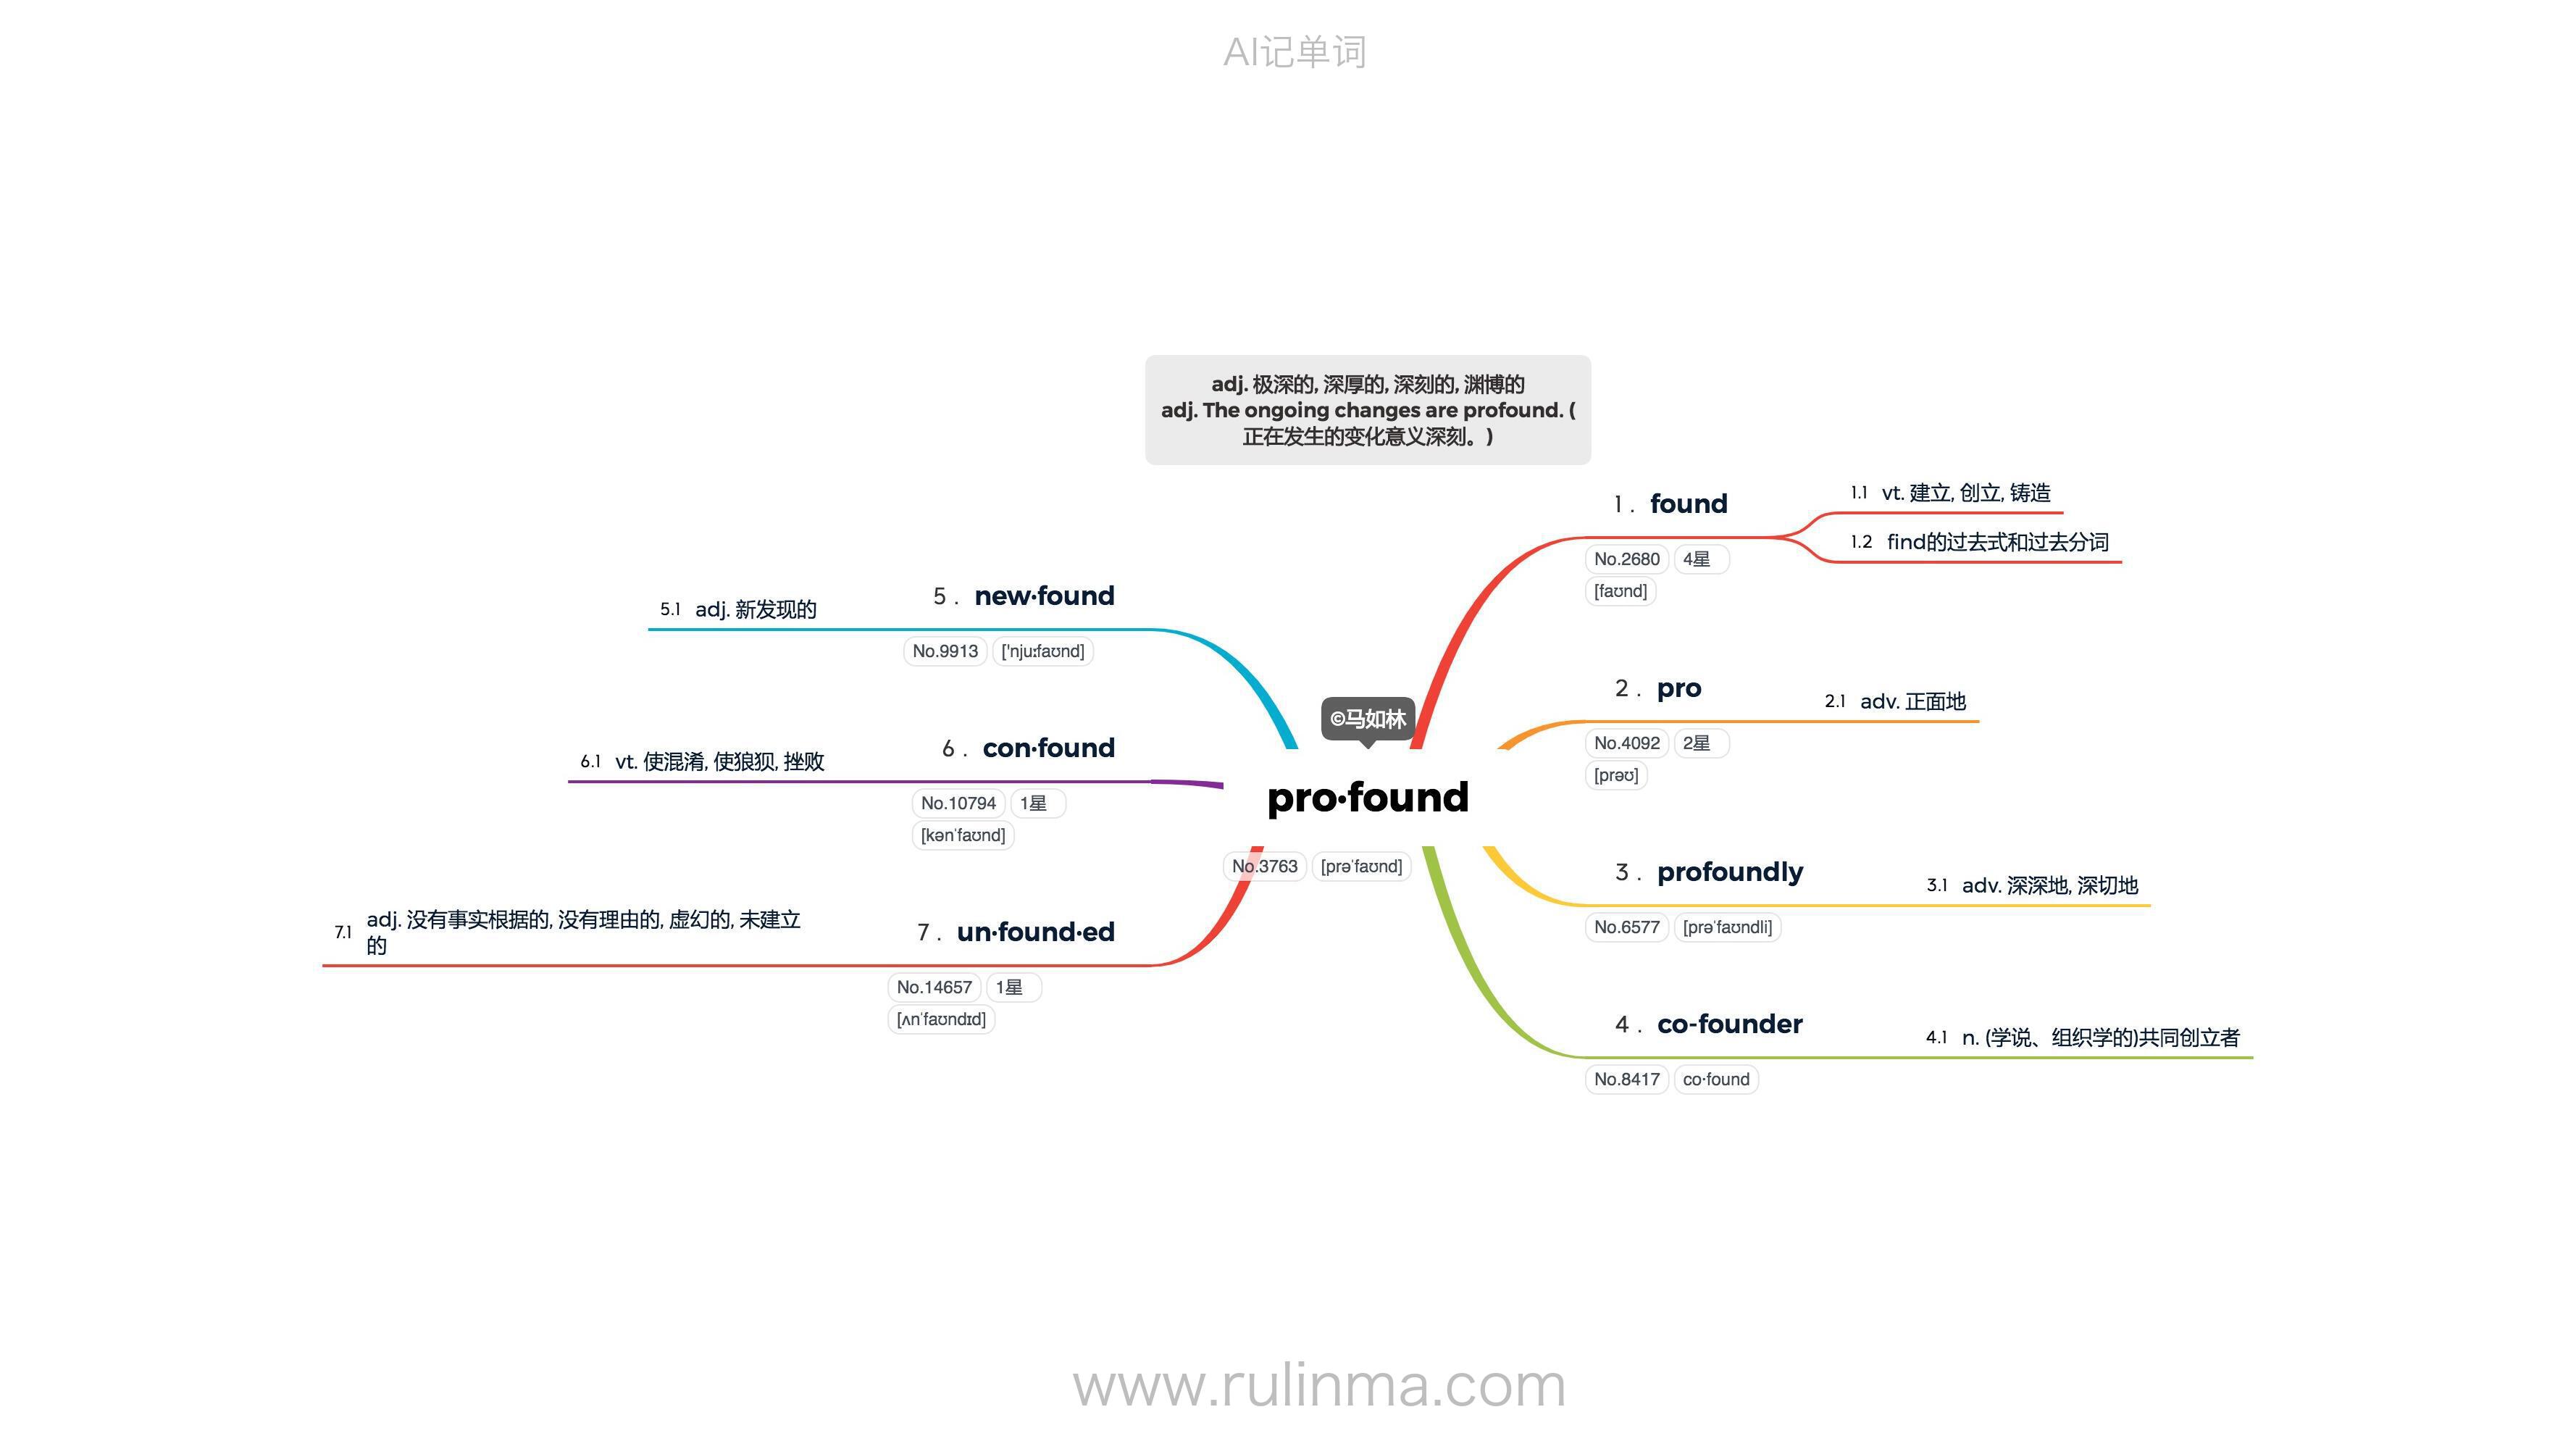 AI记单词
adj. 极深的, 深厚的, 深刻的, 渊博的
adj. The ongoing changes are profound. (
正在发生的变化意义深刻。)
©马如林
pro·found
No.3763 [prəˈfaʊnd]
1 . found
No.2680 4星
[faʊnd]
1.1 vt. 建立, 创立, 铸造
1.2 find的过去式和过去分词
2 . pro
No.4092 2星
[prəʊ]
2.1 adv. 正面地
3 . profoundly
No.6577 [prəˈfaʊndli]
3.1 adv. 深深地, 深切地
4 . co-founder
No.8417 co·found
4.1 n. (学说、组织学的)共同创立者
5 . new·found
No.9913 ['nju:faʊnd]
5.1 adj. 新发现的
6 . con·found
No.10794 1星
[kənˈfaʊnd]
6.1 vt. 使混淆, 使狼狈, 挫败
7 . un·found·ed
No.14657 1星
[ʌnˈfaʊndɪd]
7.1 adj. 没有事实根据的, 没有理由的, 虚幻的, 未建立
的
www.rulinma.com